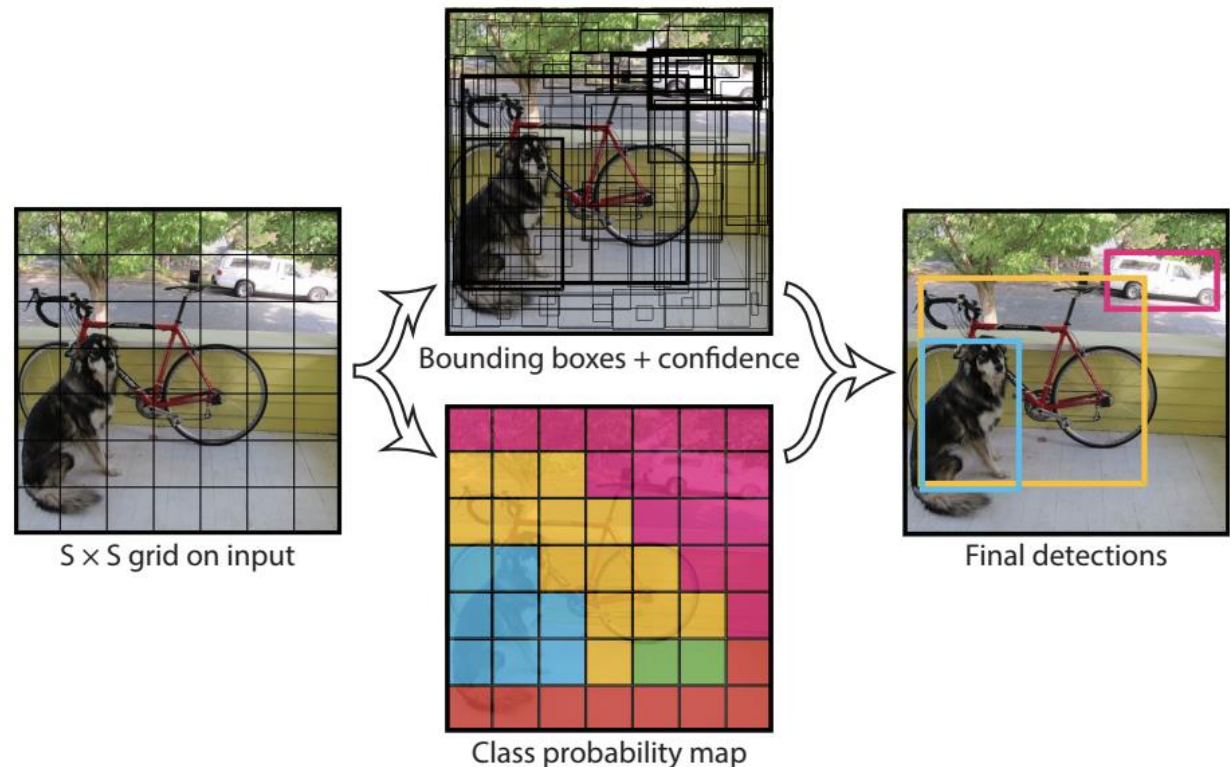 S × S grid on input
Bounding boxes + confidence
Class probability map
Final detections